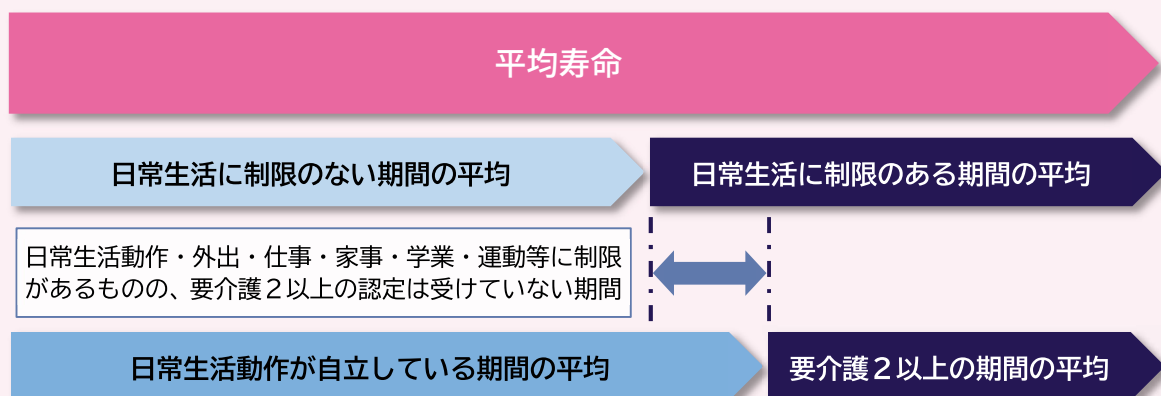 平均寿命
日常生活に制限のない期間の平均
日常生活に制限のある期間の平均
日常生活動作・外出・仕事・家事・学業・運動等に制限
があるものの、要介護２以上の認定は受けていない期間
日常生活動作が自立している期間の平均
要介護２以上の期間の平均